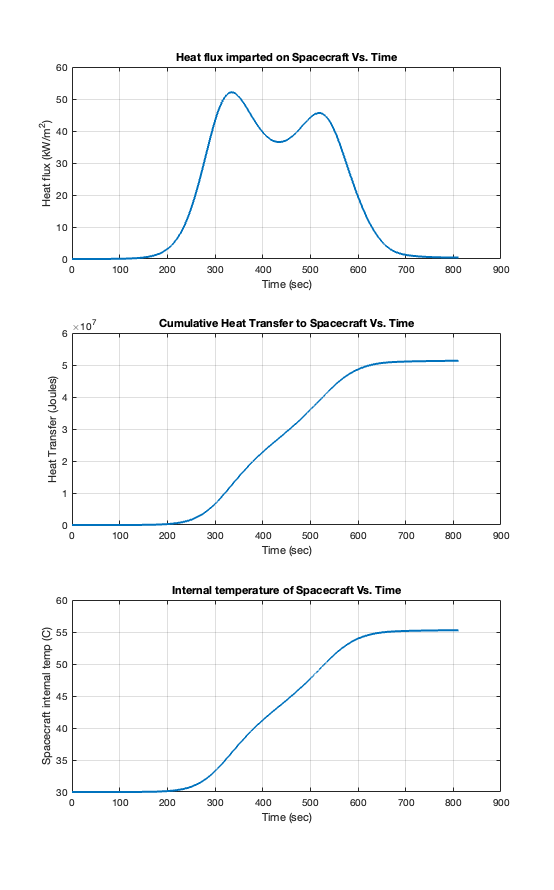 Heat flux imparted on Spacecraft Vs. Time
60
50
40
30
20
10
0
Heat flux (kW/m²)
0 100 200 300 400 500 600 700 800 900
Time (sec)
×10⁷
Cumulative Heat Transfer to Spacecraft Vs. Time
6
5
4
3
2
1
0
Heat Transfer (Joules)
0 100 200 300 400 500 600 700 800 900
Time (sec)
Internal temperature of Spacecraft Vs. Time
60
55
50
45
40
35
30
Spacecraft internal temp (C)
0 100 200 300 400 500 600 700 800 900
Time (sec)